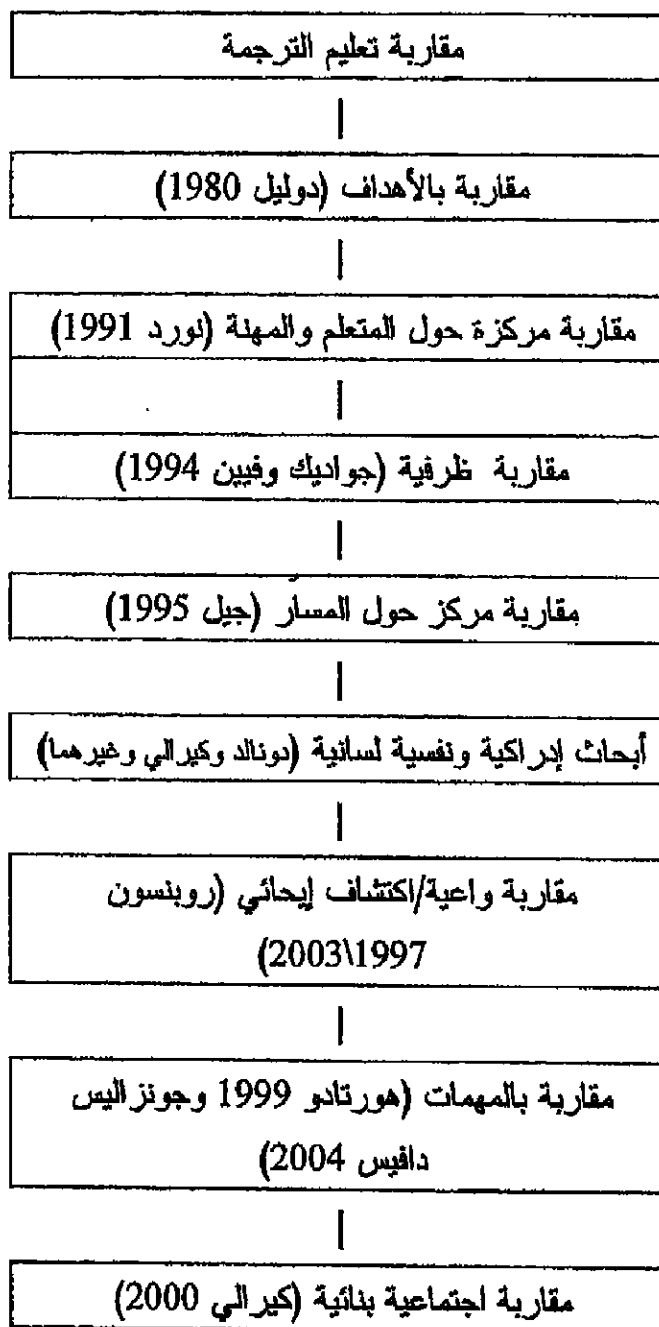 مقاربة تعليم الترجمة
مقاربة بالأهداف (دوليل 1980)
مقاربة مركزة حول المتعلم والمهنة (نورد 1991)
مقاربة ظرفية (جواديك وفيين 1994)
مقاربة مركز حول المسار (جيل 1995)
أبحاث إدراكية ونفسية لسانية (دونالد وكيرالي وغيرهما)
مقاربة واعية/اكتشاف إيحائي (روبنسون
1997\2003)
مقاربة بالمهمات (هورتادو 1999 وجونزاليس
دافيس 2004)
مقاربة اجتماعية بنائية (كيرالي 2000)